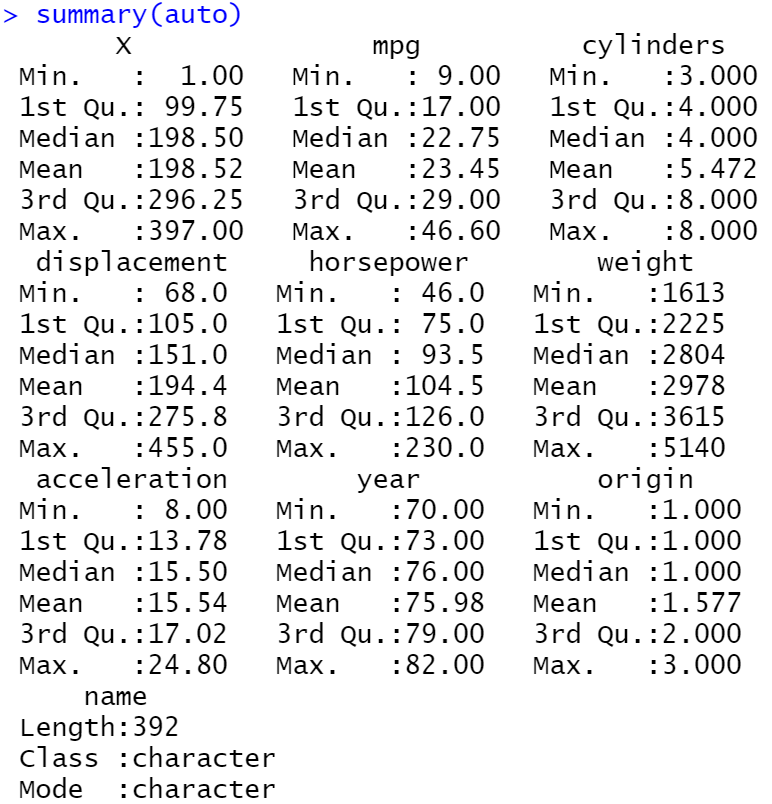 > summary(auto)
       X               mpg          cylinders
 Min.   :  1.00   Min.   : 9.00   Min.   :3.000
 1st Qu.: 99.75   1st Qu.:17.00   1st Qu.:4.000
 Median :198.50   Median :22.75   Median :4.000
 Mean   :198.52   Mean   :23.45   Mean   :5.472
 3rd Qu.:296.25   3rd Qu.:29.00   3rd Qu.:8.000
 Max.   :397.00   Max.   :46.60   Max.   :8.000
  displacement     horsepower        weight
 Min.   : 68.0   Min.   : 46.0   Min.   :1613
 1st Qu.:105.0   1st Qu.: 75.0   1st Qu.:2225
 Median :151.0   Median : 93.5   Median :2804
 Mean   :194.4   Mean   :104.5   Mean   :2978
 3rd Qu.:275.8   3rd Qu.:126.0   3rd Qu.:3615
 Max.   :455.0   Max.   :230.0   Max.   :5140
  acceleration        year           origin
 Min.   : 8.00   Min.   :70.00   Min.   :1.000
 1st Qu.:13.78   1st Qu.:73.00   1st Qu.:1.000
 Median :15.50   Median :76.00   Median :1.000
 Mean   :15.54   Mean   :75.98   Mean   :1.577
 3rd Qu.:17.02   3rd Qu.:79.00   3rd Qu.:2.000
 Max.   :24.80   Max.   :82.00   Max.   :3.000
     name
 Length:392
 Class :character
 Mode  :character